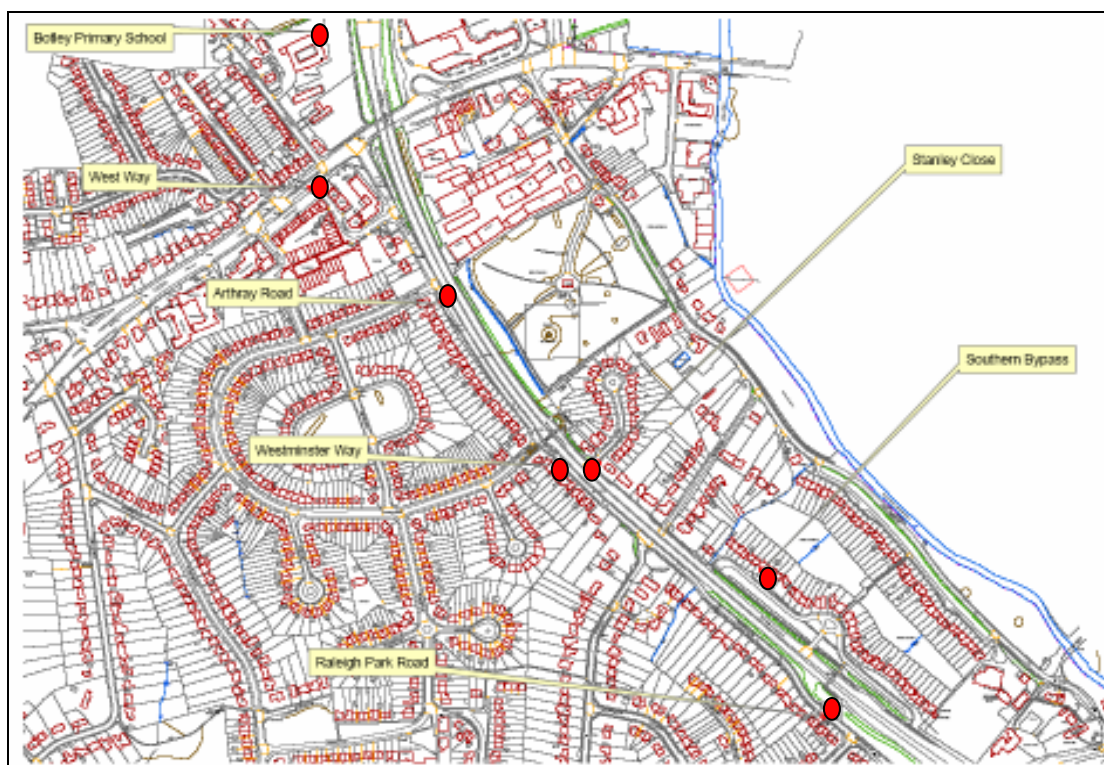 Botley Primary School
West Way
Stanley Close
Arthray Road
Southern Bypass
Westminster Way
Raleigh Park Road